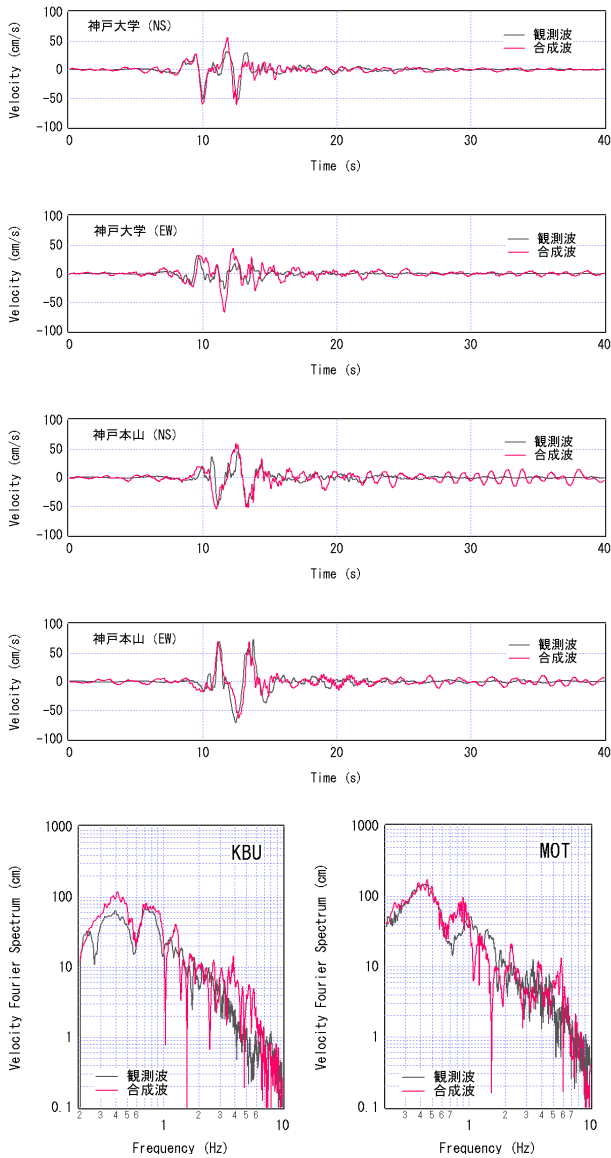 100
50
0
-50
-100
Velocity (cm/s)
神戸大学 (NS)
観測波
合成波
0 10 20 30 40
Time (s)
100
50
0
-50
-100
Velocity (cm/s)
神戸大学 (EW)
観測波
合成波
0 10 20 30 40
Time (s)
100
50
0
-50
-100
Velocity (cm/s)
神戸本山 (NS)
観測波
合成波
0 10 20 30 40
Time (s)
100
50
0
-50
-100
Velocity (cm/s)
神戸本山 (EW)
観測波
合成波
0 10 20 30 40
Time (s)
1000
100
10
1
0.1
Velocity Fourier Spectrum (cm)
KBU
観測波
合成波
2 3 4 5 6 1 2 3 4 5 6 10
Frequency (Hz)
1000
100
10
1
0.1
Velocity Fourier Spectrum (cm)
MOT
観測波
合成波
3 4 5 6 7 1 2 3 4 5 6 7 10
Frequency (Hz)